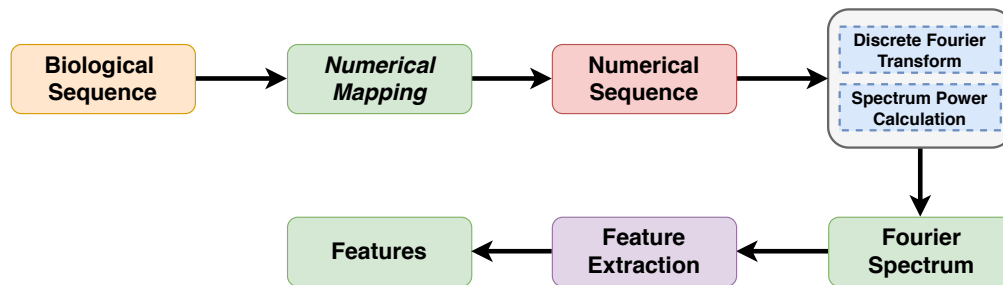 Biological
Sequence
Numerical
Mapping
Numerical
Sequence
Discrete Fourier
Transform
Spectrum Power
Calculation
Fourier
Spectrum
Feature
Extraction
Features